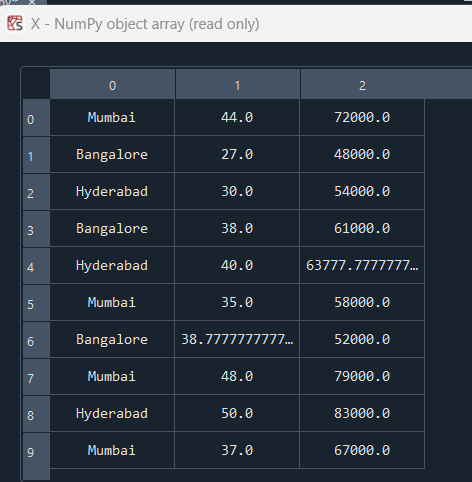 X - NumPy object array (read only)
0 1 2
0 Mumbai 44.0 72000.0
1 Bangalore 27.0 48000.0
2 Hyderabad 30.0 54000.0
3 Bangalore 38.0 61000.0
4 Hyderabad 40.0 63777.7777777…
5 Mumbai 35.0 58000.0
6 Bangalore 38.7777777777… 52000.0
7 Mumbai 48.0 79000.0
8 Hyderabad 50.0 83000.0
9 Mumbai 37.0 67000.0